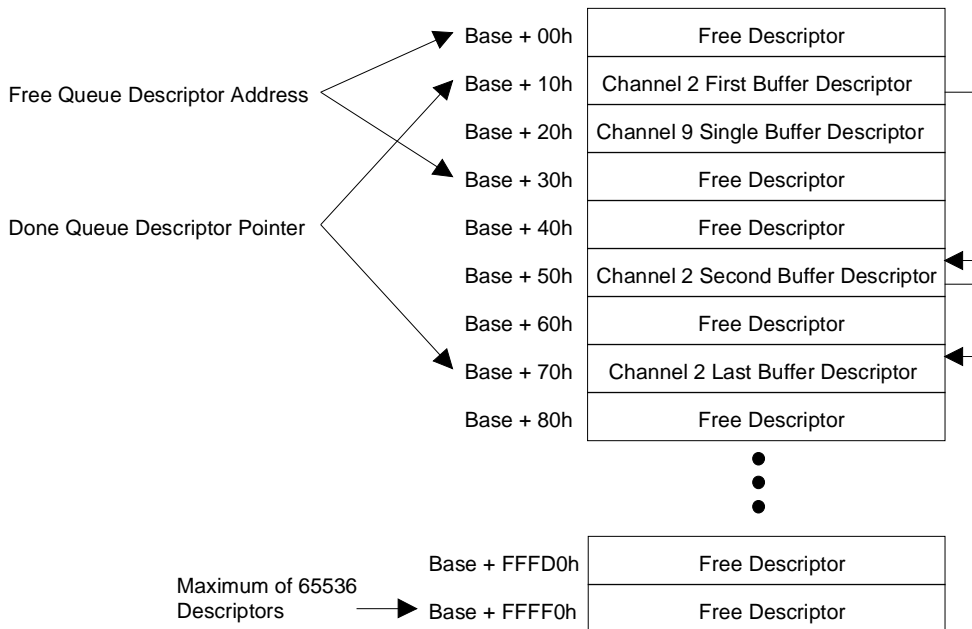 Base + 00h Free Descriptor
Free Queue Descriptor Address
Base + 10h Channel 2 First Buffer Descriptor
Base + 20h Channel 9 Single Buffer Descriptor
Base + 30h Free Descriptor
Done Queue Descriptor Pointer
Base + 40h Free Descriptor
Base + 50h Channel 2 Second Buffer Descriptor
Base + 60h Free Descriptor
Base + 70h Channel 2 Last Buffer Descriptor
Base + 80h Free Descriptor
Base + FFFD0h Free Descriptor
Maximum of 65536
Descriptors
Base + FFFF0h Free Descriptor